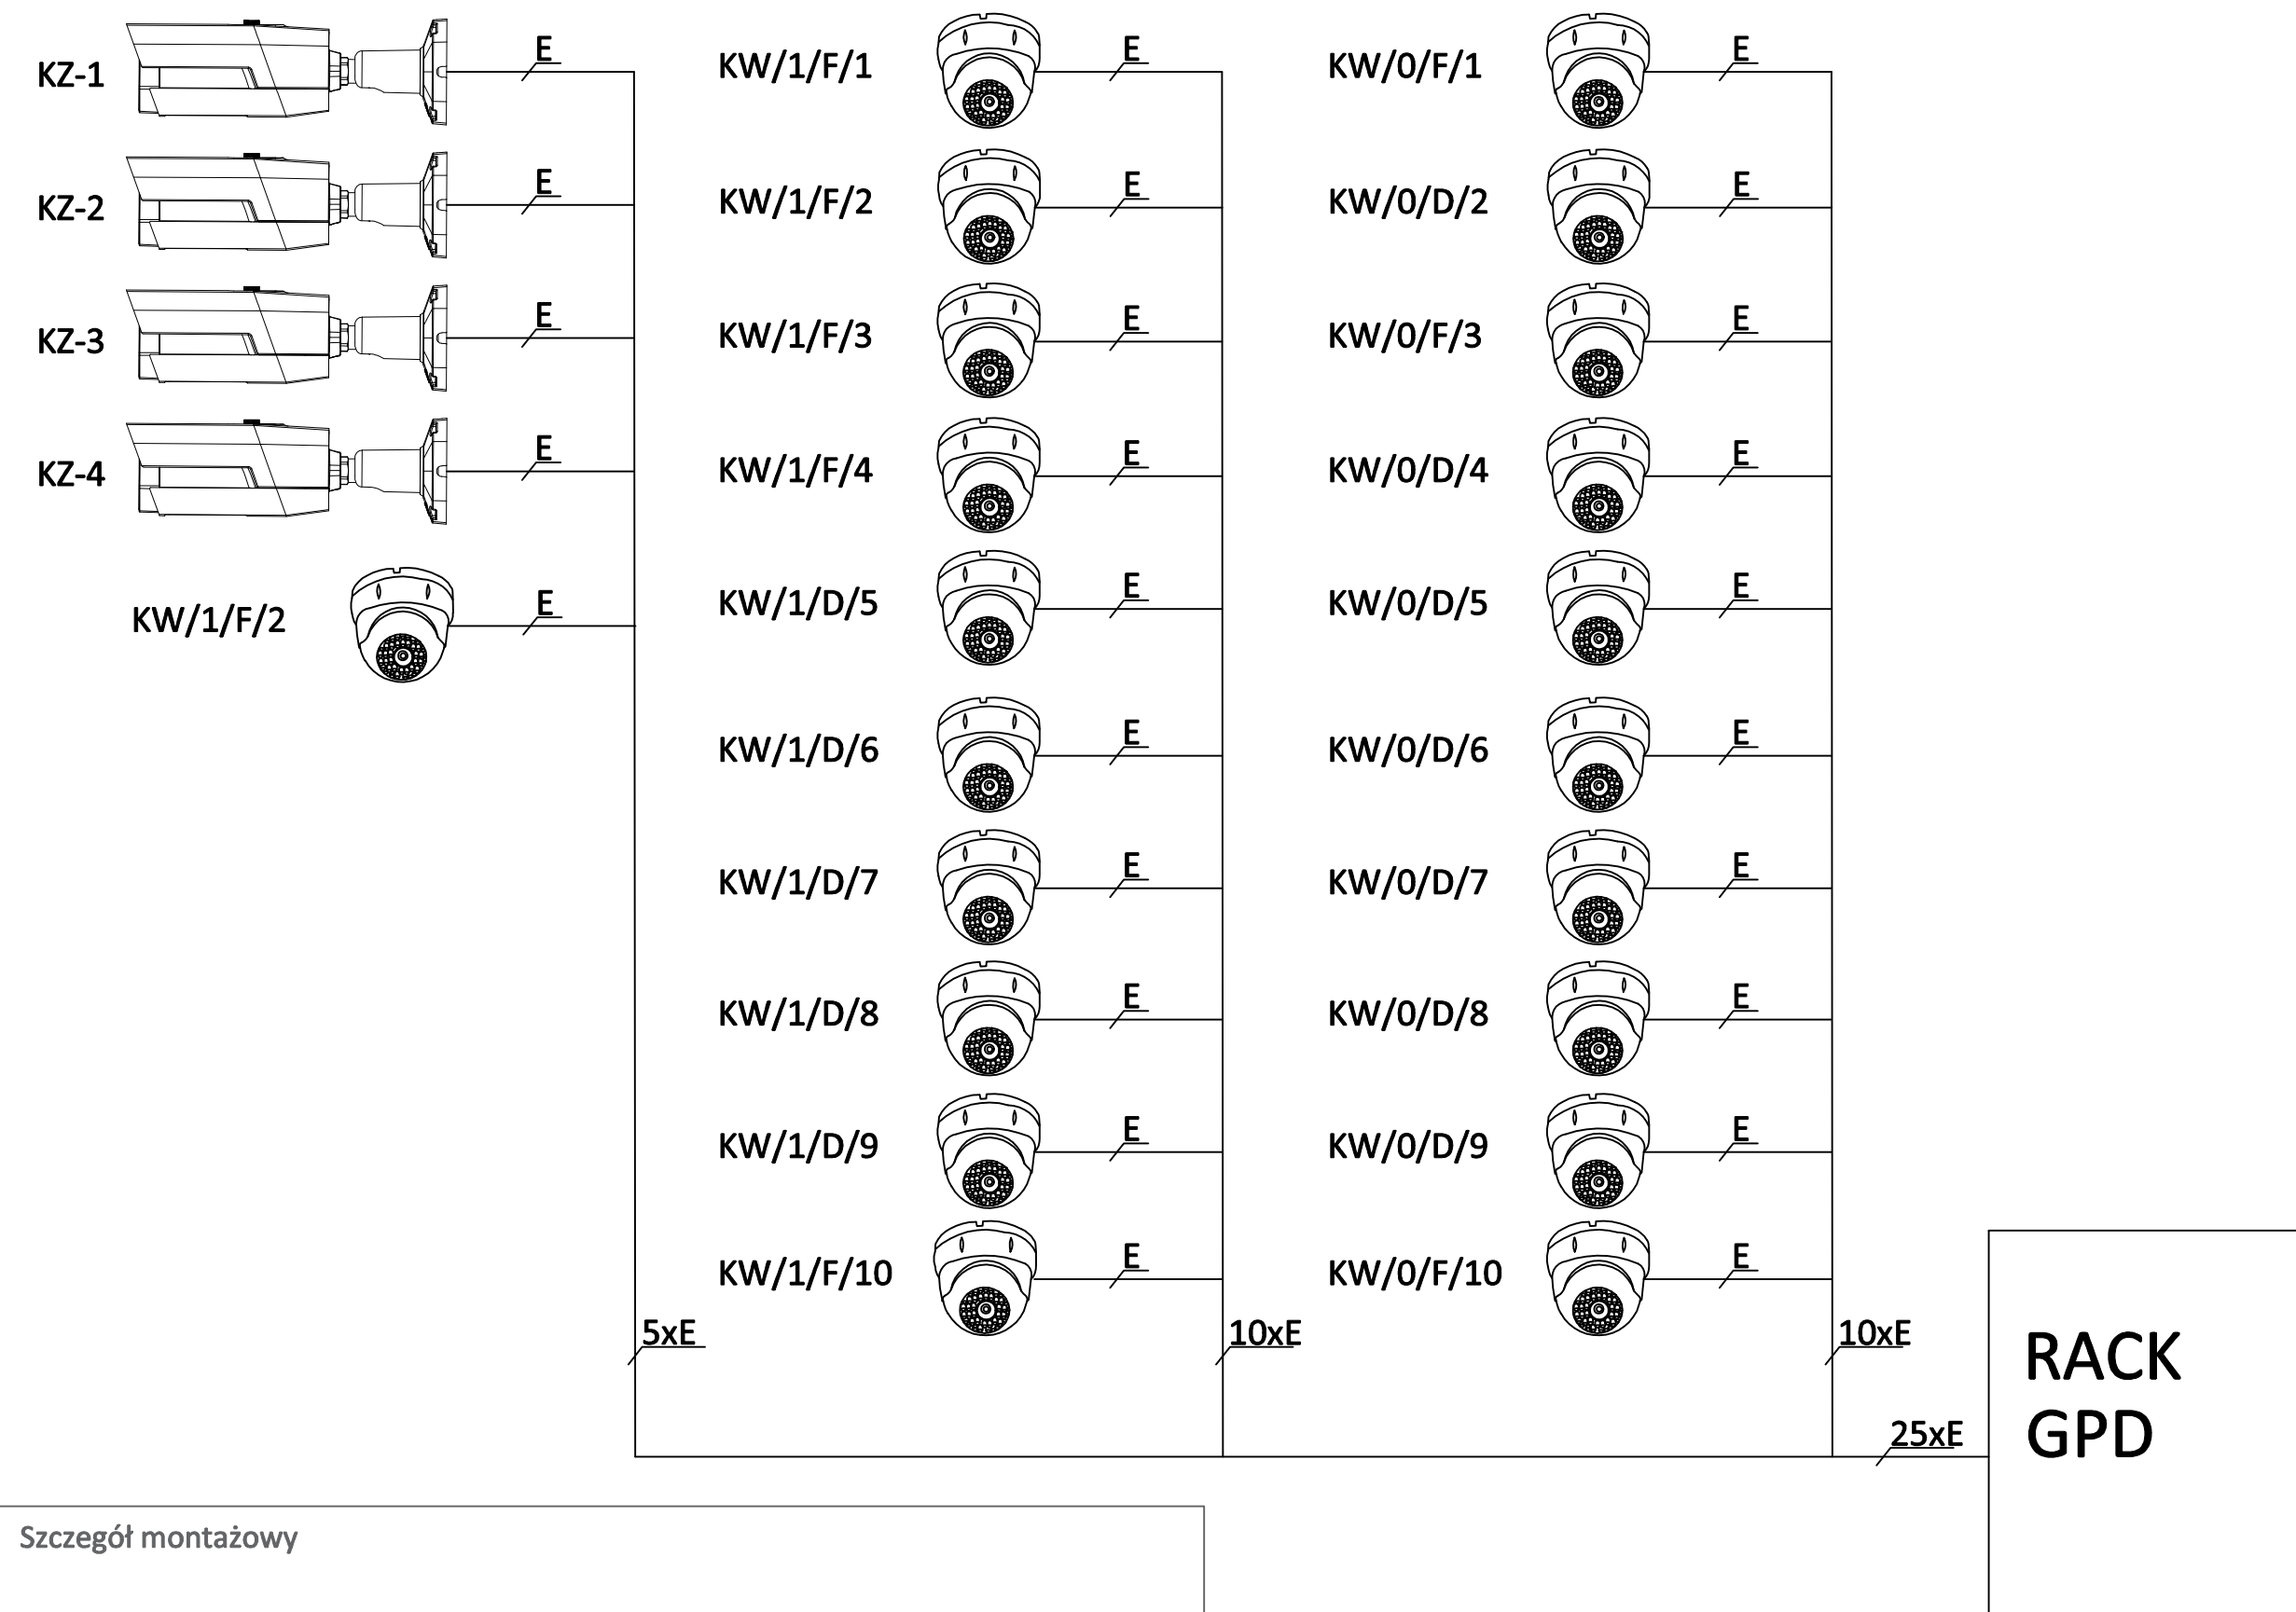 KZ-1
E
KZ-2
E
KZ-3
E
KZ-4
E
KW/1/F/2
E
5xE
KW/1/F/1
E
KW/1/F/2
E
KW/1/F/3
E
KW/1/F/4
E
KW/1/D/5
E
KW/1/D/6
E
KW/1/D/7
E
KW/1/D/8
E
KW/1/D/9
E
KW/1/F/10
E
10xE
KW/0/F/1
E
KW/0/D/2
E
KW/0/F/3
E
KW/0/D/4
E
KW/0/D/5
E
KW/0/D/6
E
KW/0/D/7
E
KW/0/D/8
E
KW/0/D/9
E
KW/0/F/10
E
10xE
25xE
RACK
GPD
Szczegół montażowy